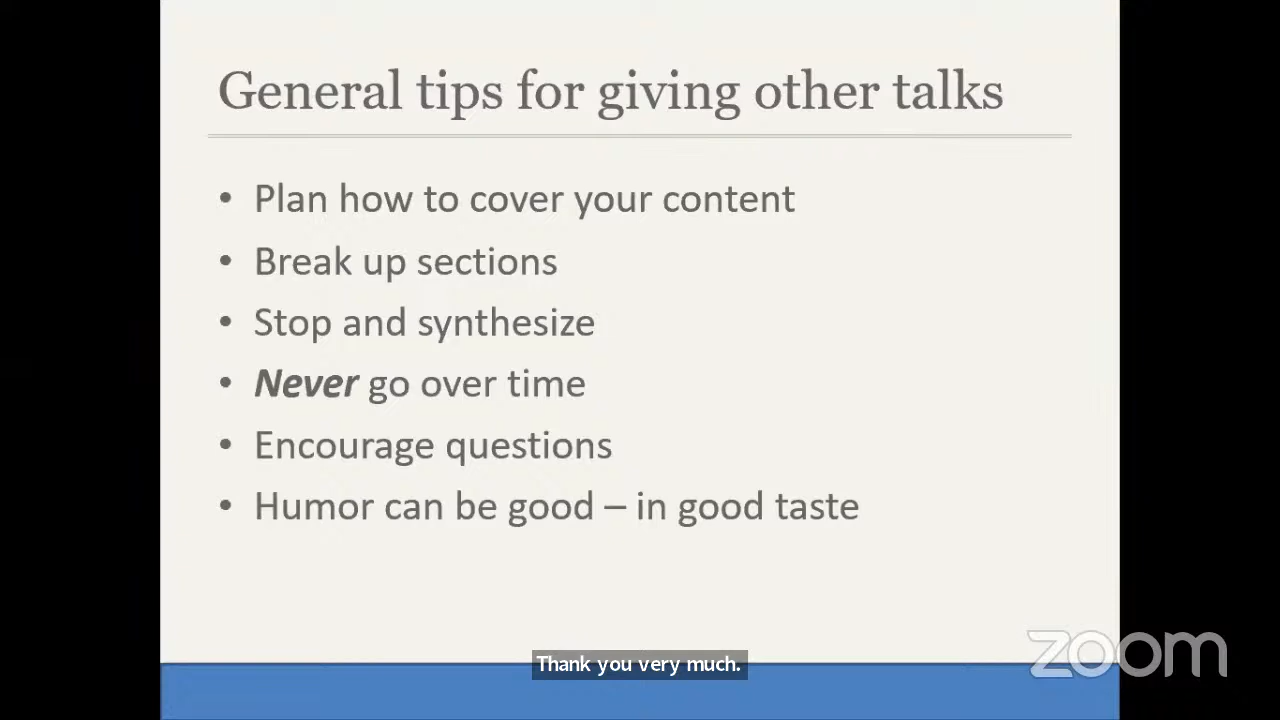 General tips for giving other talks
• Plan how to cover your content
• Break up sections
• Stop and synthesize
• Never go over time
• Encourage questions
• Humor can be good – in good taste
Thank you very much.
zoom